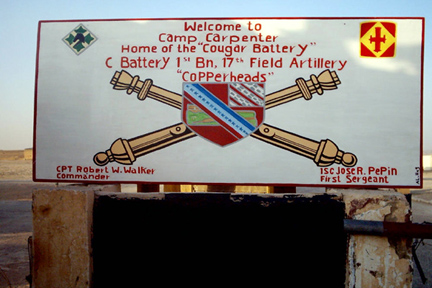 Welcome to
Camp Carpenter
Home of the "Cougar Battery"
C Battery 1st Bn, 17th Field Artillery
"Copperheads"
CPT Robert W. Walker
Commander
1SG Jose R. Pepin
First Sergeant